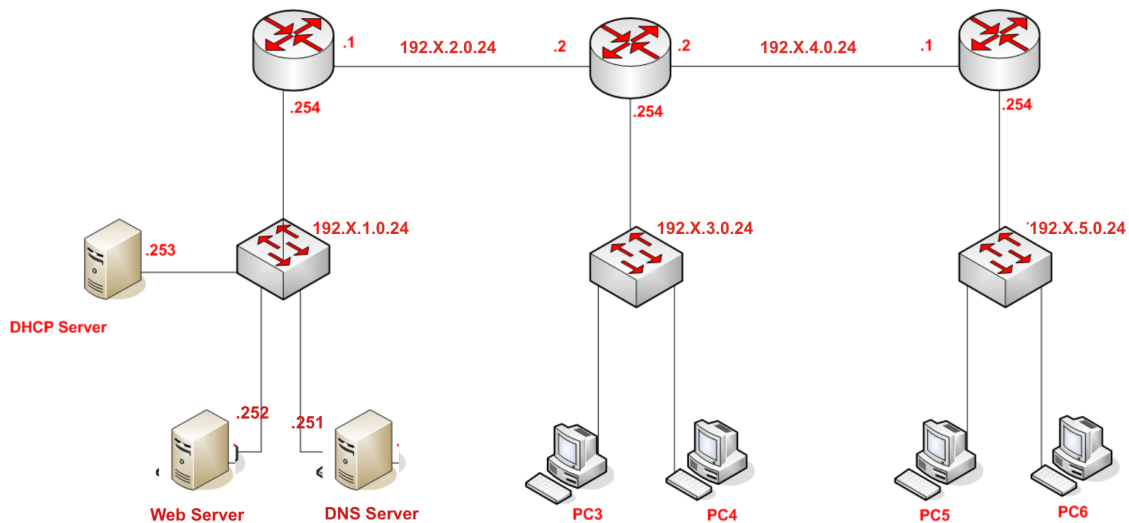 .1
192.X.2.0.24
.2
.2
192.X.4.0.24
.1
.254
.254
.254
192.X.1.0.24
192.X.3.0.24
192.X.5.0.24
.253
DHCP Server
.252
.251
Web Server
DNS Server
PC3
PC4
PC5
PC6